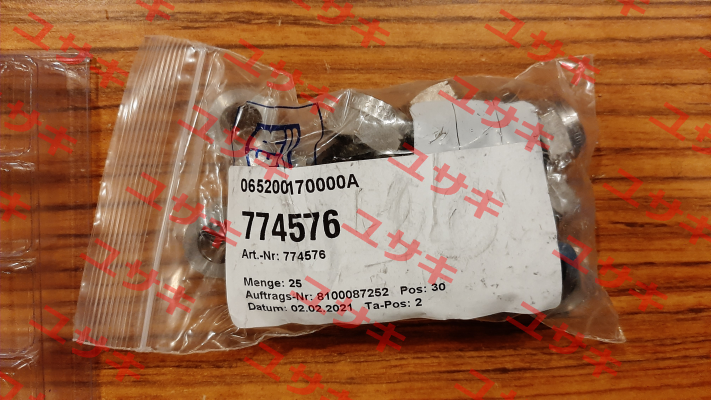 065200170000A
774576
Art.-Nr: 774576
Menge: 25
Auftrags-Nr: 8100087252 Pos: 30
Datum: 02.02.2021 Ta-Pos: 2
ユサキ